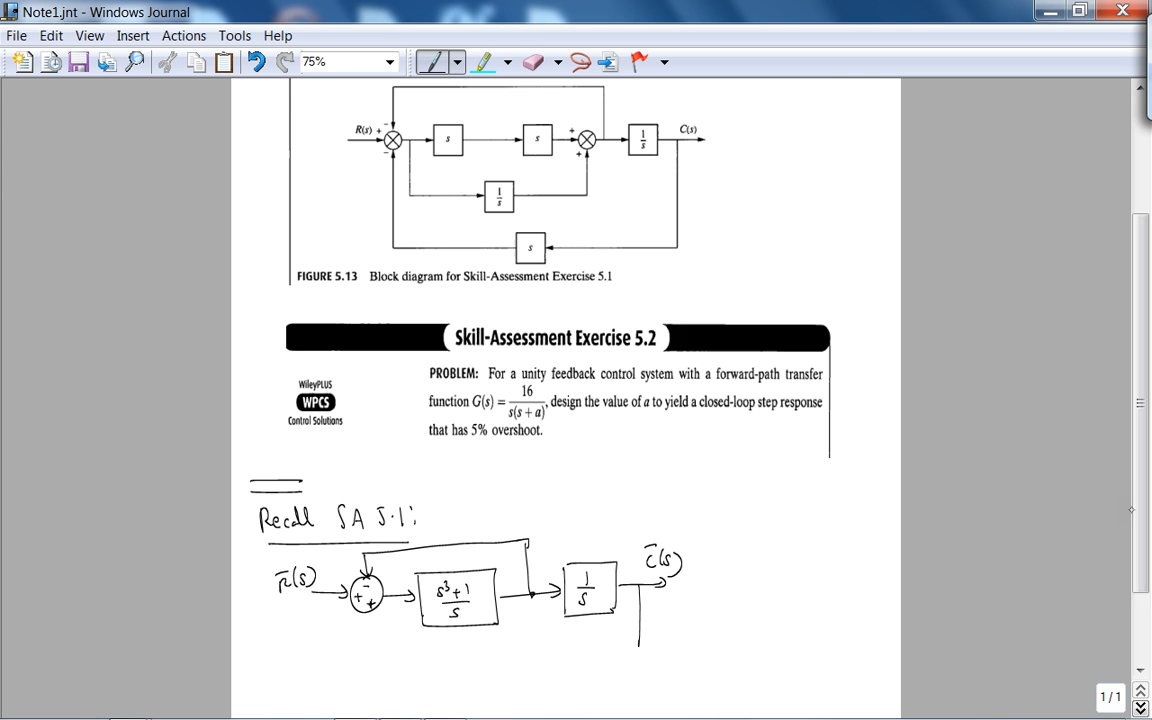 Note1.jnt - Windows Journal
File Edit View Insert Actions Tools Help
75%
R(s) + - - s s + + 1/s C(s)
1/s
s
FIGURE 5.13 Block diagram for Skill-Assessment Exercise 5.1
Skill-Assessment Exercise 5.2
WileyPLUS
WPCS
Control Solutions
PROBLEM: For a unity feedback control system with a forward-path transfer
function G(s) = 16/s(s + a), design the value of a to yield a closed-loop step response
that has 5% overshoot.
Recall SA 5.1:
R(s) + - + s³+1/s 1/s C(s)
1 / 1